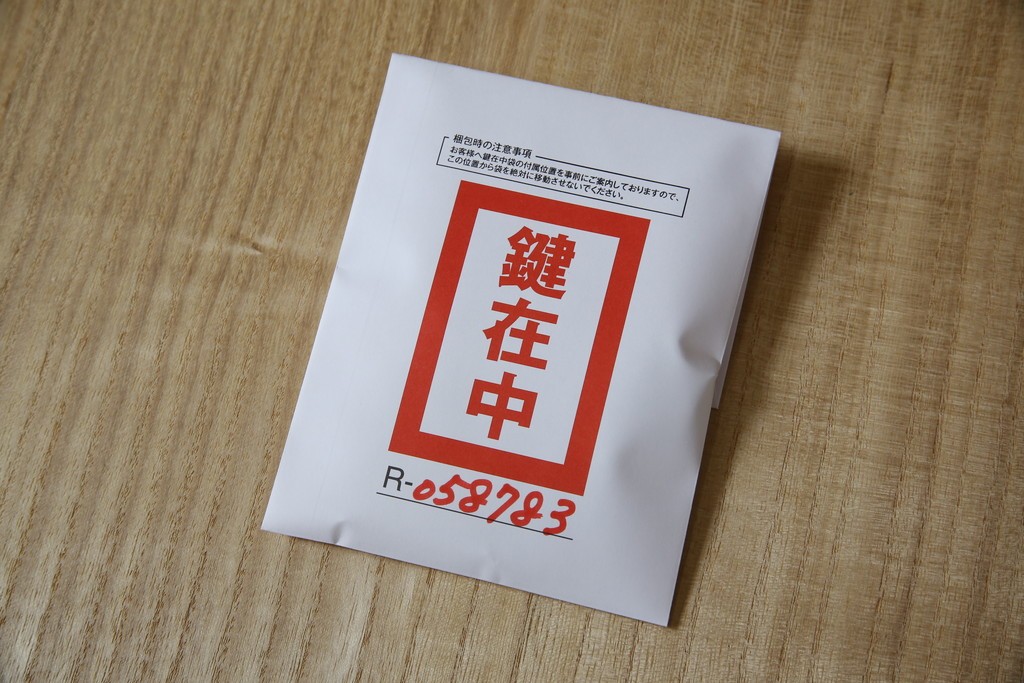 梱包時の注意事項
お客様へ鍵在中袋の付属位置を事前にご案内しておりますので、
この位置から袋を絶対に移動させないでください。
鍵在中
R-058783